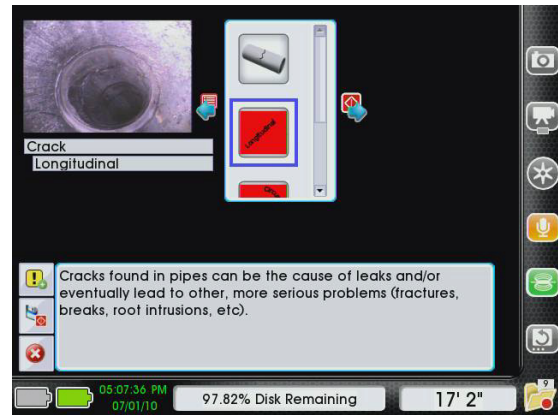 Crack
Longitudinal
Longitudinal
Cracks found in pipes can be the cause of leaks and/or
eventually lead to other, more serious problems (fractures,
breaks, root intrusions, etc).
05:07:36 PM
07/01/10
97.82% Disk Remaining
17' 2"
9